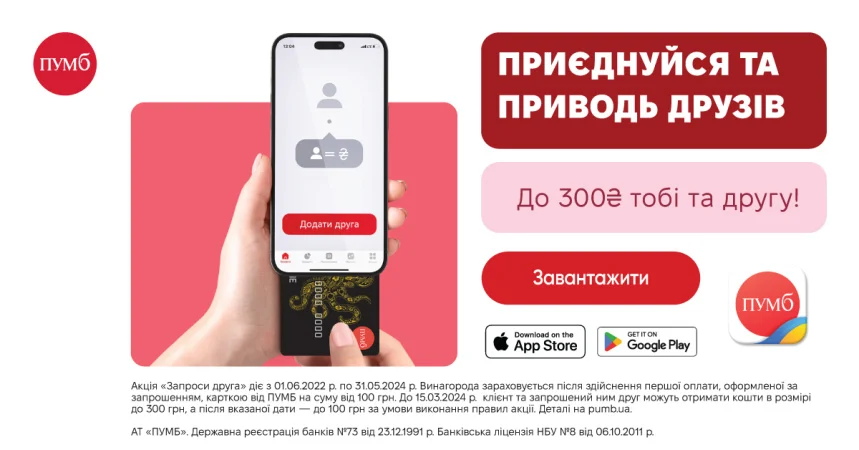 ПУМБ
ПРИЄДНУЙСЯ ТА
ПРИВОДЬ ДРУЗІВ
12:04
= ₴
Додати друга
До 300₴ тобі та другу!
Завантажити
ПУМБ
Download on the
App Store
GET IT ON
Google Play
ПУМБ
Акція «Запроси друга» діє з 01.06.2022 р. по 31.05.2024 р. Винагорода зараховується після здійснення першої оплати, оформленої за
запрошенням, карткою від ПУМБ на суму від 100 грн. До 15.03.2024 р. клієнт та запрошений ним друг можуть отримати кошти в розмірі
до 300 грн, а після вказаної дати — до 100 грн за умови виконання правил акції. Деталі на pumb.ua.
АТ «ПУМБ». Державна реєстрація банків №73 від 23.12.1991 р. Банківська ліцензія НБУ №8 від 06.10.2011 р.